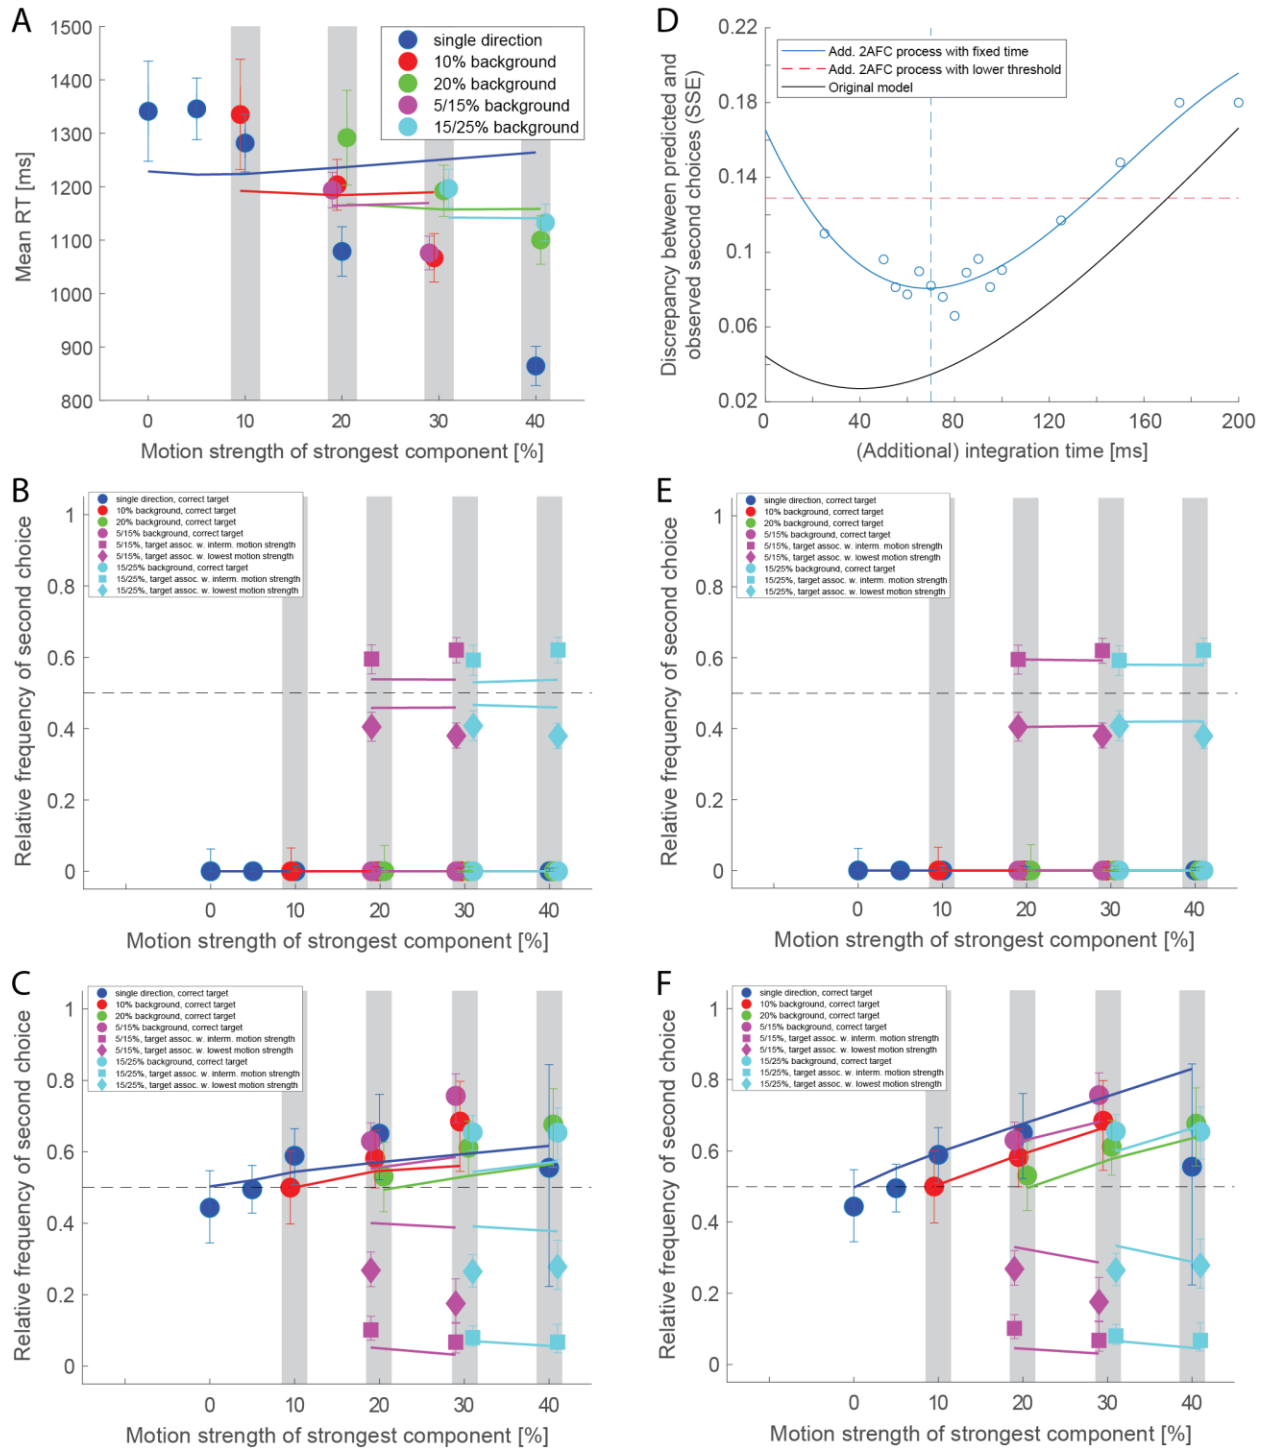 A
1500
1400
1300
1200
1100
1000
900
800
Mean RT [ms]
single direction
10% background
20% background
5/15% background
15/25% background
0
10
20
30
40
Motion strength of strongest component [%]
D
0.22
0.18
0.14
0.1
0.06
0.02
Discrepancy between predicted and
observed second choices (SSE)
Add. 2AFC process with fixed time
Add. 2AFC process with lower threshold
Original model
0
40
80
120
160
200
(Additional) integration time [ms]
B
1
0.8
0.6
0.4
0.2
0
Relative frequency of second choice
single direction, correct target
10% background, correct target
20% background, correct target
5/15% background, correct target
5/15%, target assoc. w. interm. motion strength
5/15%, target assoc. w. lowest motion strength
15/25% background, correct target
15/25%, target assoc. w. interm. motion strength
15/25%, target assoc. w. lowest motion strength
0
10
20
30
40
Motion strength of strongest component [%]
E
1
0.8
0.6
0.4
0.2
0
Relative frequency of second choice
single direction, correct target
10% background, correct target
20% background, correct target
5/15% background, correct target
5/15%, target assoc. w. interm. motion strength
5/15%, target assoc. w. lowest motion strength
15/25% background, correct target
15/25%, target assoc. w. interm. motion strength
15/25%, target assoc. w. lowest motion strength
0
10
20
30
40
Motion strength of strongest component [%]
C
1
0.8
0.6
0.4
0.2
0
Relative frequency of second choice
single direction, correct target
10% background, correct target
20% background, correct target
5/15% background, correct target
5/15%, target assoc. w. interm. motion strength
5/15%, target assoc. w. lowest motion strength
15/25% background, correct target
15/25%, target assoc. w. interm. motion strength
15/25%, target assoc. w. lowest motion strength
0
10
20
30
40
Motion strength of strongest component [%]
F
1
0.8
0.6
0.4
0.2
0
Relative frequency of second choice
single direction, correct target
10% background, correct target
20% background, correct target
5/15% background, correct target
5/15%, target assoc. w. interm. motion strength
5/15%, target assoc. w. lowest motion strength
15/25% background, correct target
15/25%, target assoc. w. interm. motion strength
15/25%, target assoc. w. lowest motion strength
0
10
20
30
40
Motion strength of strongest component [%]